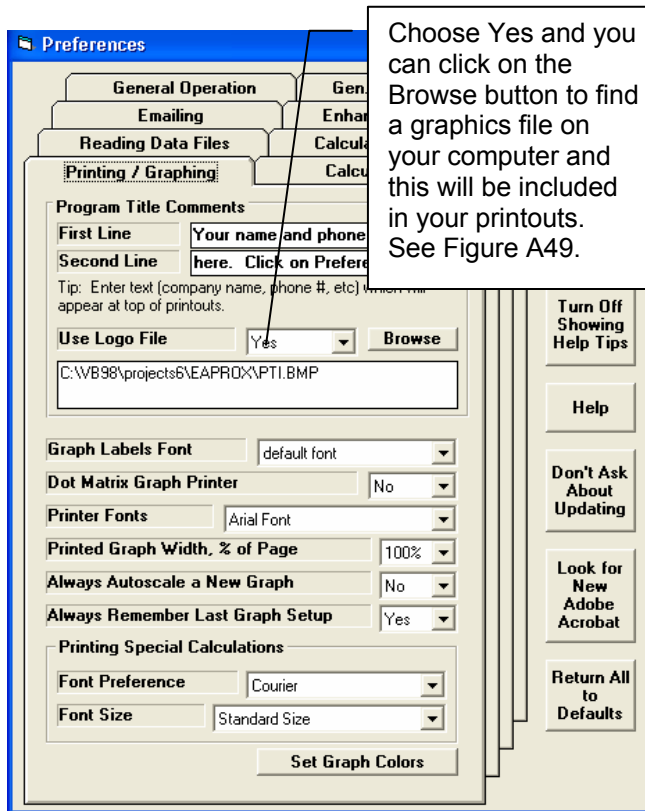 Preferences
Choose Yes and you
can click on the
Browse button to find
a graphics file on
your computer and
this will be included
in your printouts.
See Figure A49.
General Operation
Gen.
Emailing
Reading Data Files
Printing / Graphing
Program Title Comments
First Line
Your name and phone
Second Line
here. Click on
Tip: Enter text (company name, phone #, etc)
appear at top of printouts.
Use Logo File
Yes
Browse
C:\VB98\projects6\EAPROX\PTI.BMP
Graph Labels Font
default font
Dot Matrix Graph Printer
No
Printer Fonts
Arial Font
Printed Graph Width, % of Page
100%
Always Autoscale a New Graph
No
Always Remember Last Graph Setup
Yes
Printing Special Calculations
Font Preference
Courier
Font Size
Standard Size
Set Graph Colors
Turn Off
Showing
Help Tips
Help
Don't Ask
About
Updating
Look for
New
Adobe
Acrobat
Return All
to
Defaults